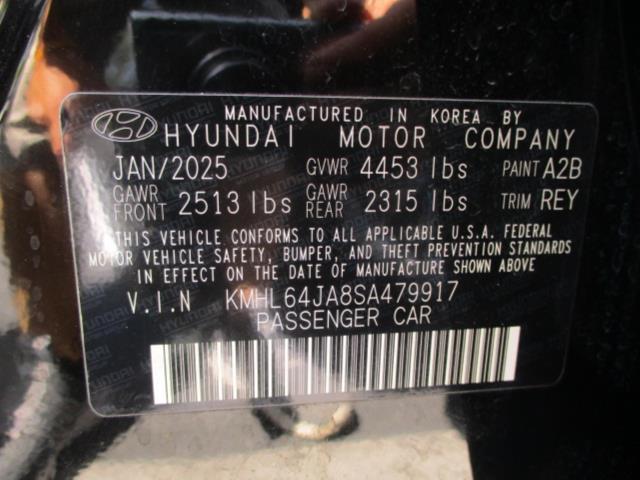 MANUFACTURED IN KOREA BY
HYUNDAI MOTOR COMPANY
JAN/2025 GVWR 4453 lbs PAINT A2B
GAWR FRONT 2513 lbs GAWR REAR 2315 lbs TRIM REY
THIS VEHICLE CONFORMS TO ALL APPLICABLE U.S.A. FEDERAL
MOTOR VEHICLE SAFETY, BUMPER, AND THEFT PREVENTION STANDARDS
IN EFFECT ON THE DATE OF MANUFACTURE SHOWN ABOVE
V.I.N KMHL64JA8SA479917
PASSENGER CAR